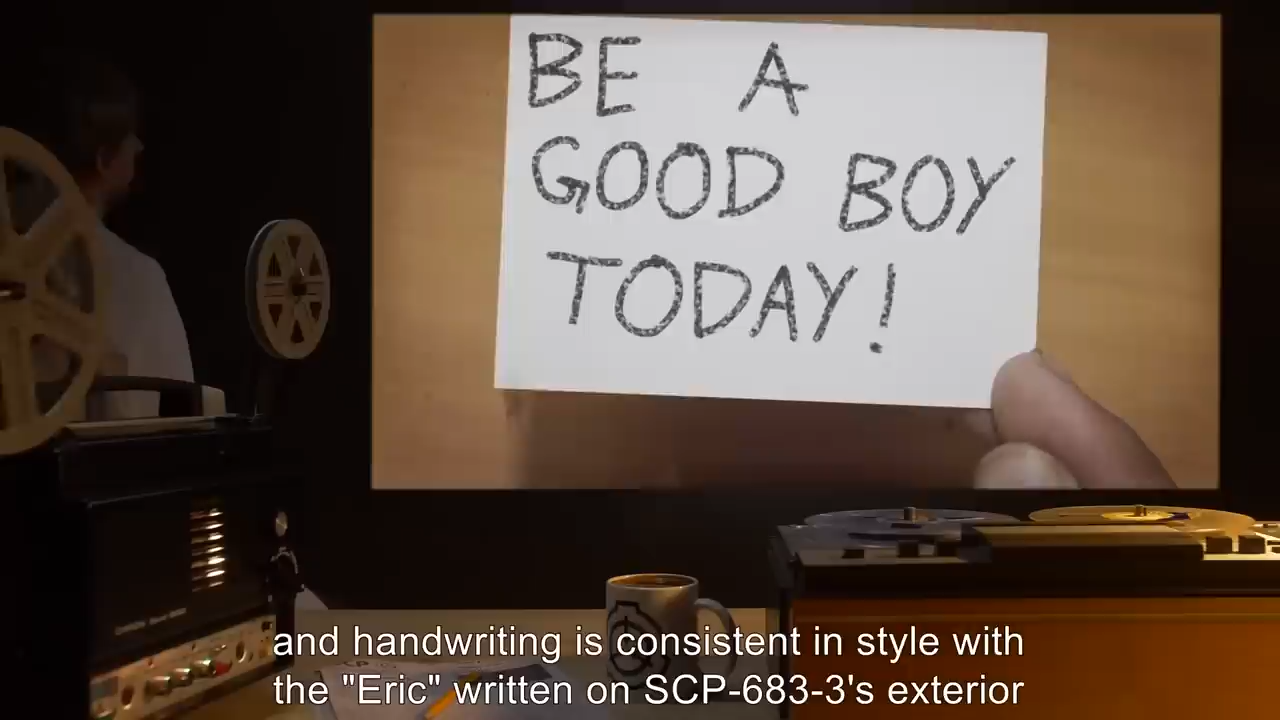 BE A
GOOD BOY
TODAY!
and handwriting is consistent in style with
the "Eric" written on SCP-683-3's exterior